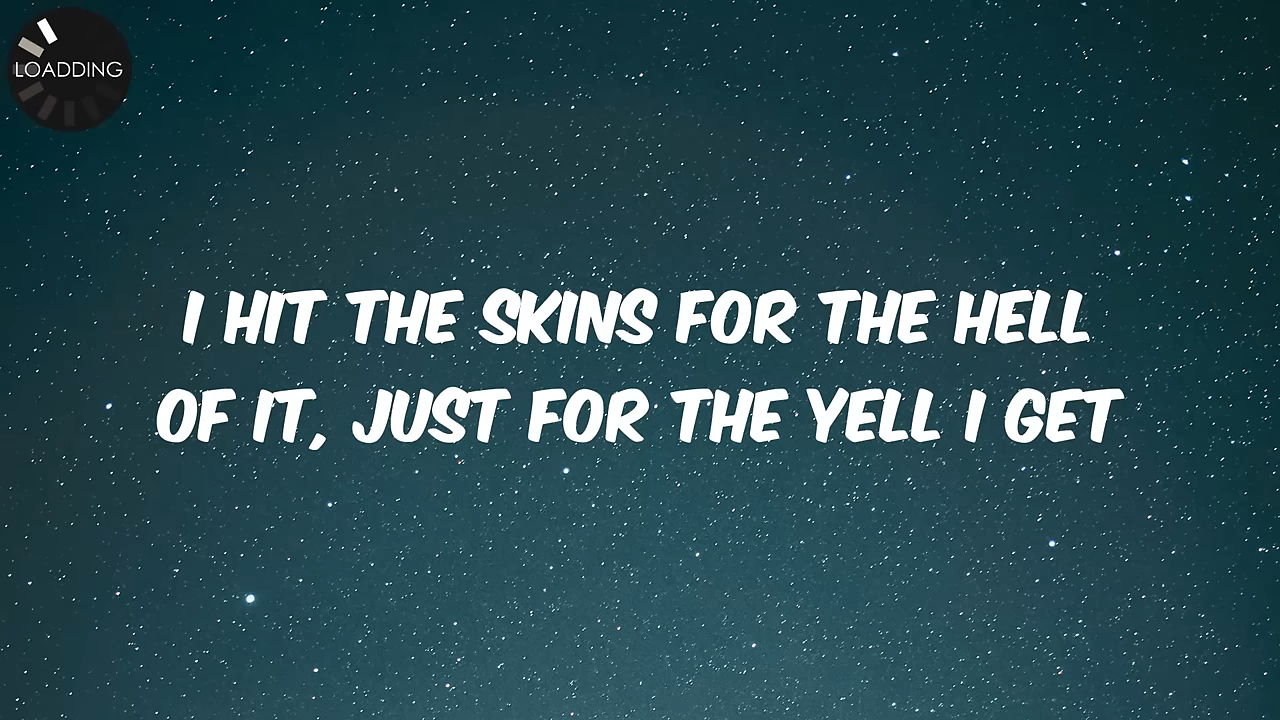 LOADDING
I HIT THE SKINS FOR THE HELL
OF IT, JUST FOR THE YELL I GET